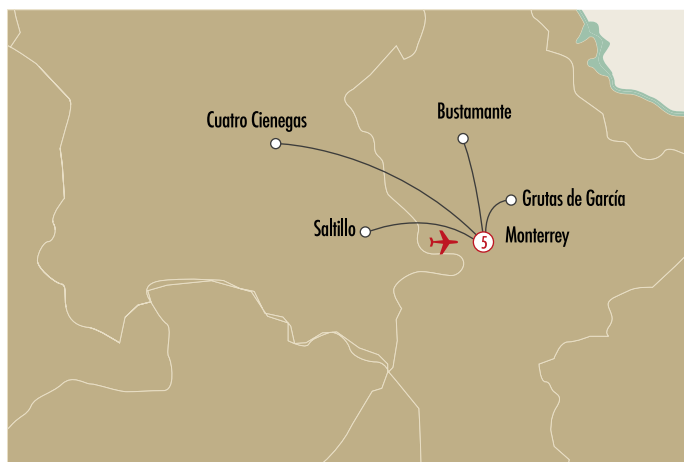 Bustamante
Cuatro Cienegas
Grutas de García
Saltillo
5
Monterrey